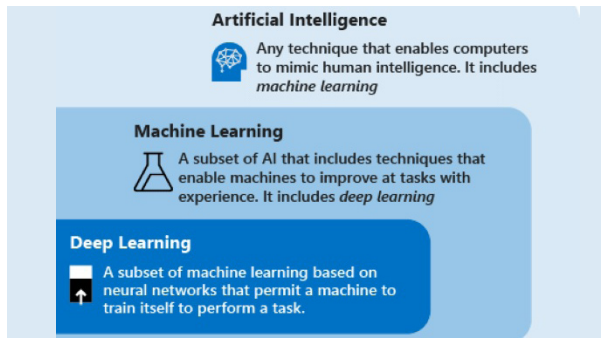 Artificial Intelligence
Any technique that enables computers
to mimic human intelligence. It includes
machine learning
Machine Learning
A subset of AI that includes techniques that
enable machines to improve at tasks with
experience. It includes deep learning
Deep Learning
A subset of machine learning based on
neural networks that permit a machine to
train itself to perform a task.